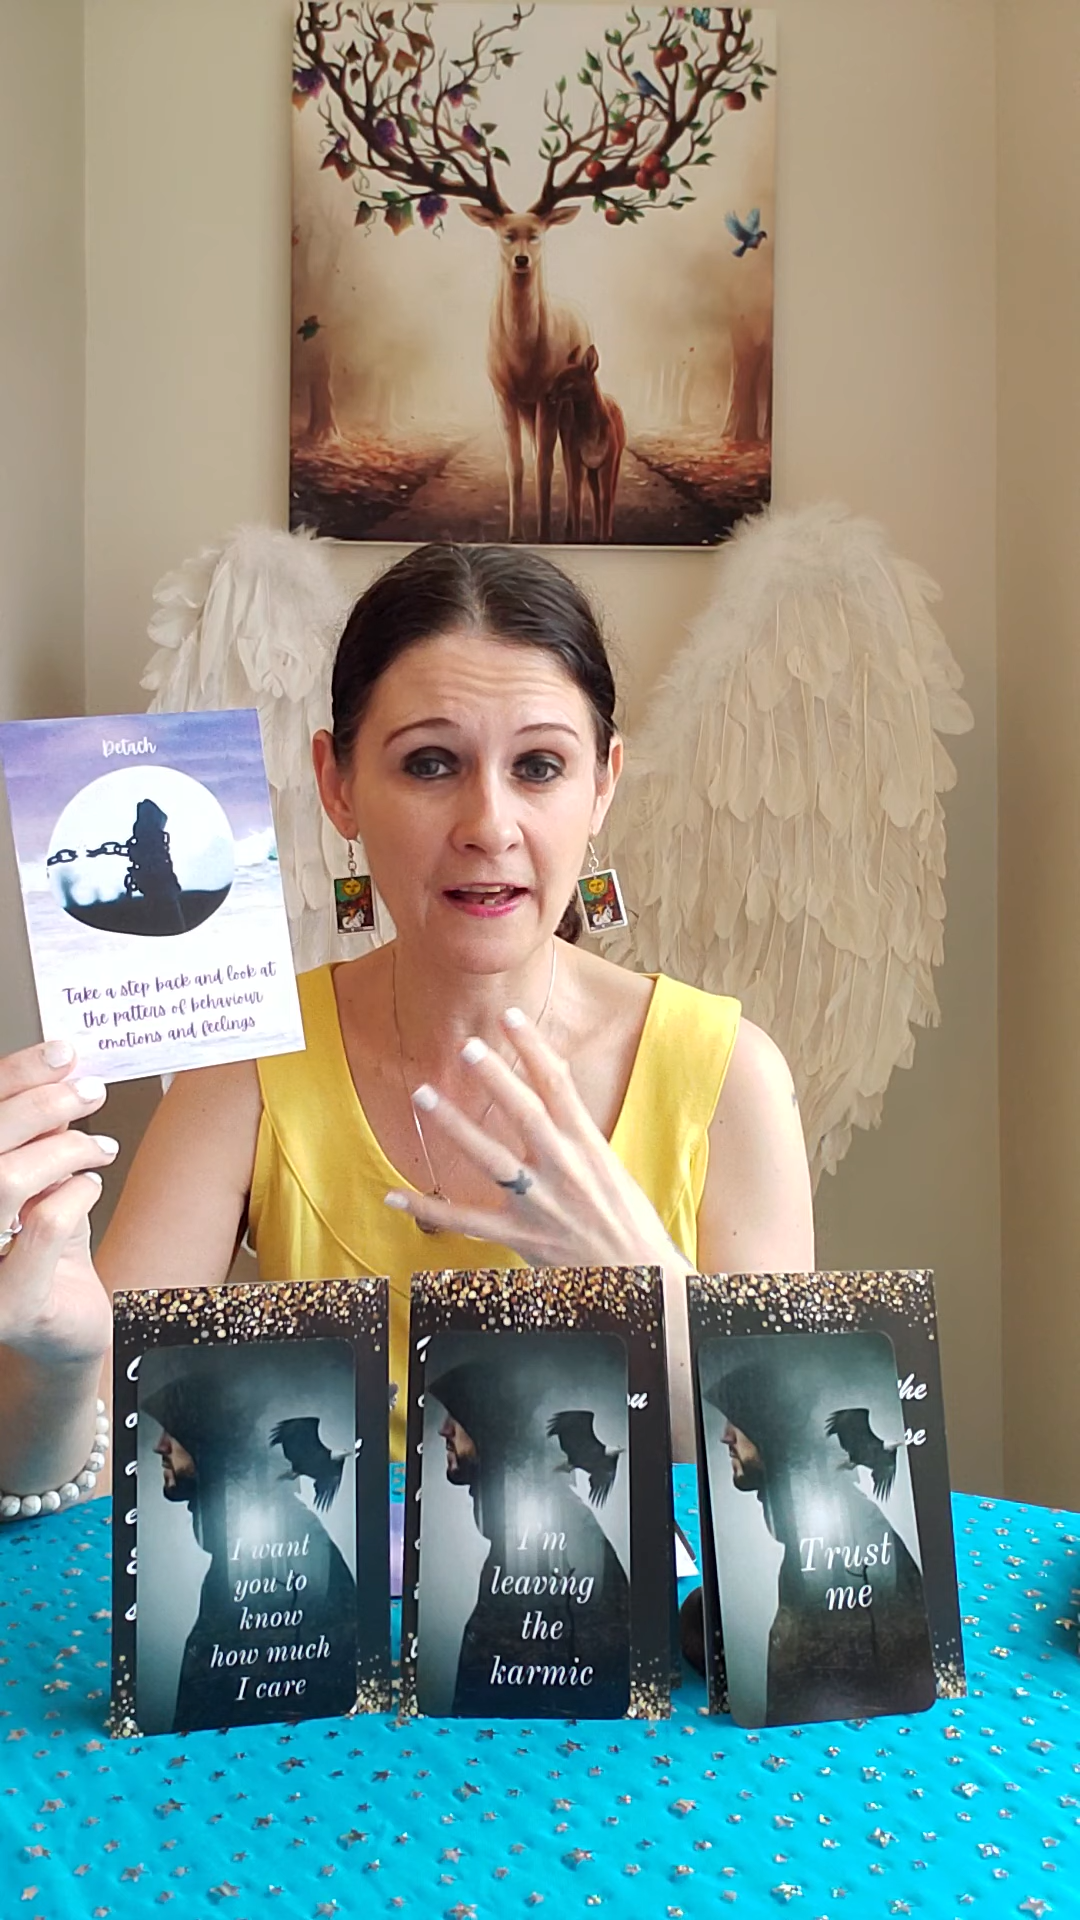 Detach
Take a step back and look at
the patters of behaviour
emotions and feelings
I want
you to
know
how much
I care
I'm
leaving
the
karmic
Trust
me